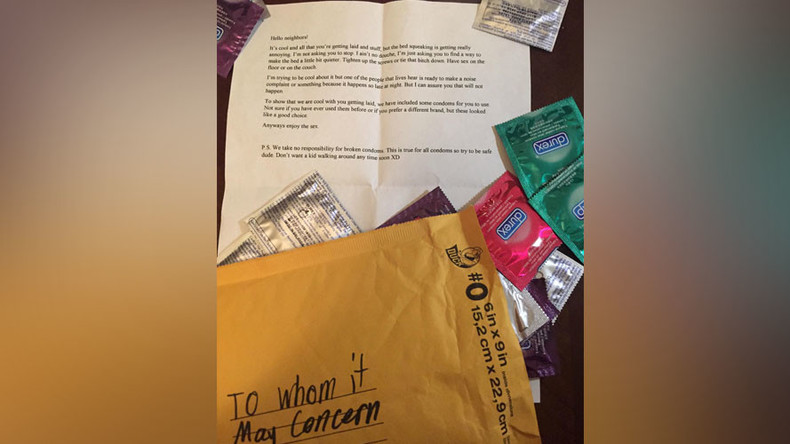 Hello neighbors!
It's cool and all that you're getting laid and stuff, but the bed squeaking is getting really
annoying. I'm not asking you to stop. I ain't no douche, I'm just asking you to find a way to
make the bed a little bit quieter. Tighten up the screws or tie that bitch down. Have sex on the
floor or on the couch.
I'm trying to be cool about it but one of the people that lives hear is ready to make a noise
complaint or something because it happens so late at night. But I can assure you that will not
happen.
To show that we are cool with you getting laid, we have included some condoms for you to use.
Not sure if you have ever used them before or if you prefer a different brand, but these looked
like a good choice
Anyways enjoy the sex
P.S. We take no responsibility for broken condoms. This is true for all condoms so try to be safe
dude. Don't want a kid walking around any time soon XD
durex
durex
DUCK
#0 6in x 9in
15,2 cm x 22,9cm
TO whom it
May Concern